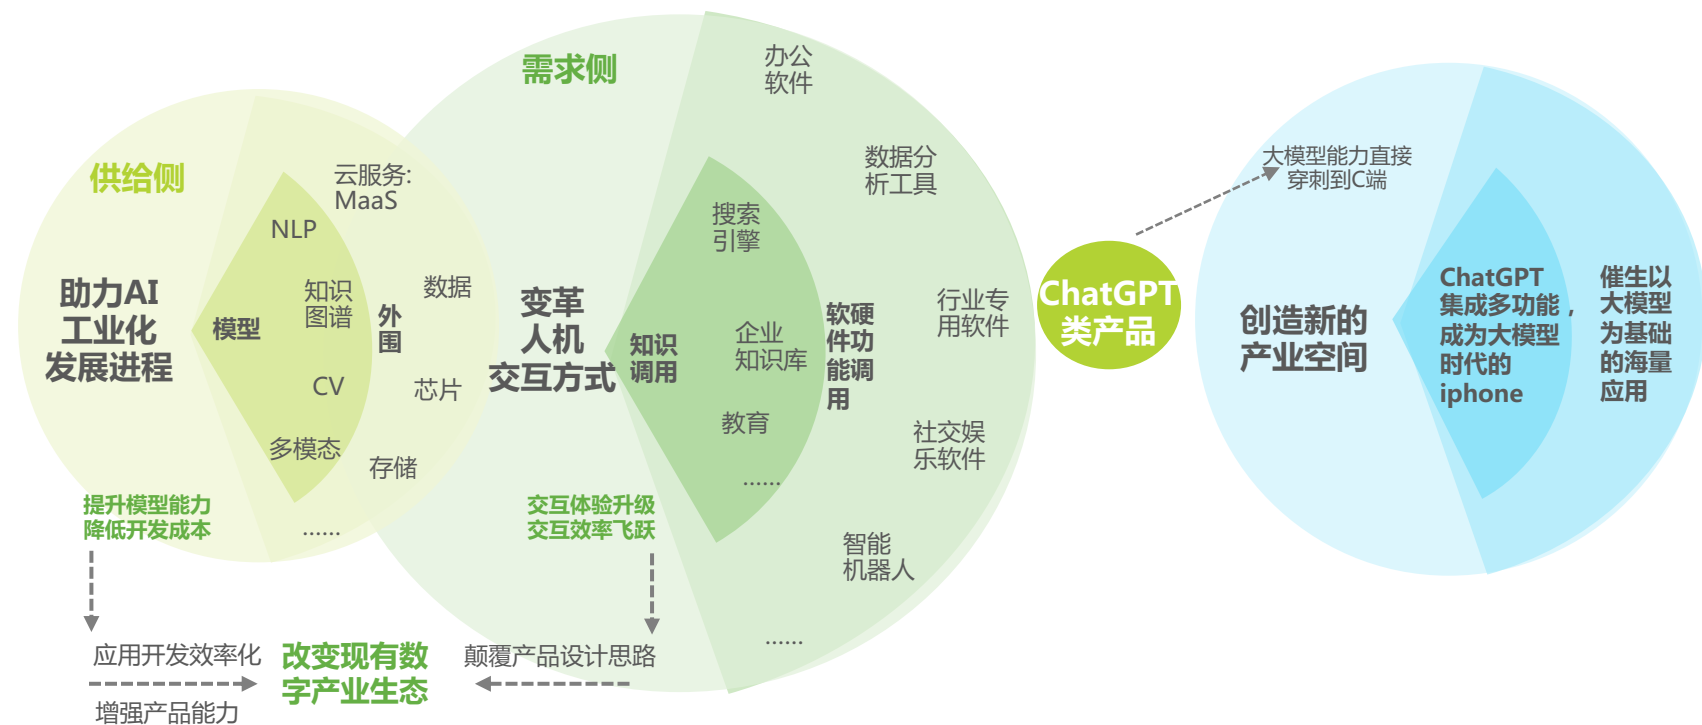 供给侧
助力AI
工业化
发展进程
模型
NLP
知识
图谱
CV
多模态
外
围
云服务:
MaaS
数据
芯片
存储
......
提升模型能力
降低开发成本
需求侧
变革
人机
交互方式
知识
调用
搜索
引擎
企业
知识库
教育
......
软硬
件功
能调
用
办公
软件
数据分
析工具
行业专
用软件
社交娱
乐软件
智能
机器人
......
交互体验升级
交互效率飞跃
应用开发效率化
增强产品能力
改变现有数
字产业生态
颠覆产品设计思路
ChatGPT
类产品
大模型能力直接
穿刺到C端
创造新的
产业空间
ChatGPT
集成多功能，
成为大模型
时代的
iphone
催生以
大模型
为基础
的海量
应用